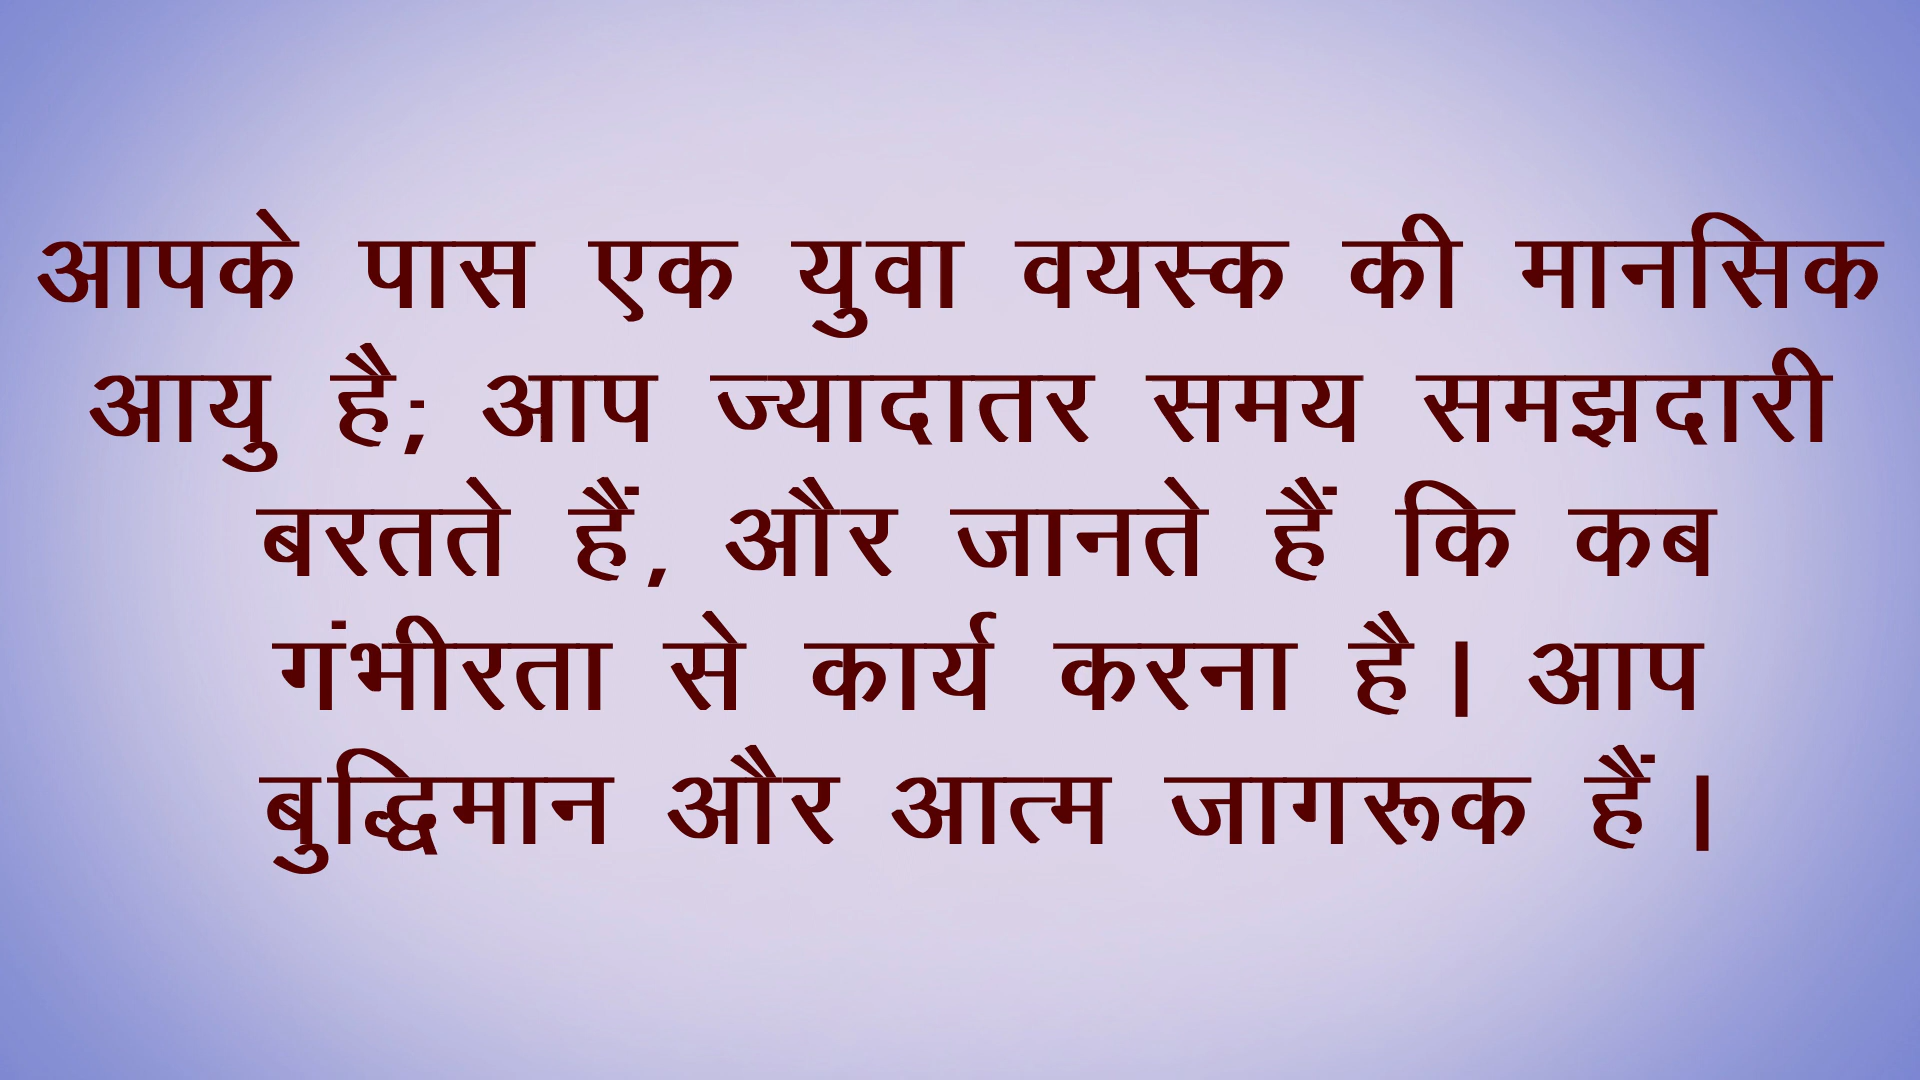 आपके पास एक युवा वयस्क की मानसिक
आयु है; आप ज्यादातर समय समझदारी
बरतते हैं, और जानते हैं कि कब
गंभीरता से कार्य करना है। आप
बुद्धिमान और आत्म जागरूक हैं।